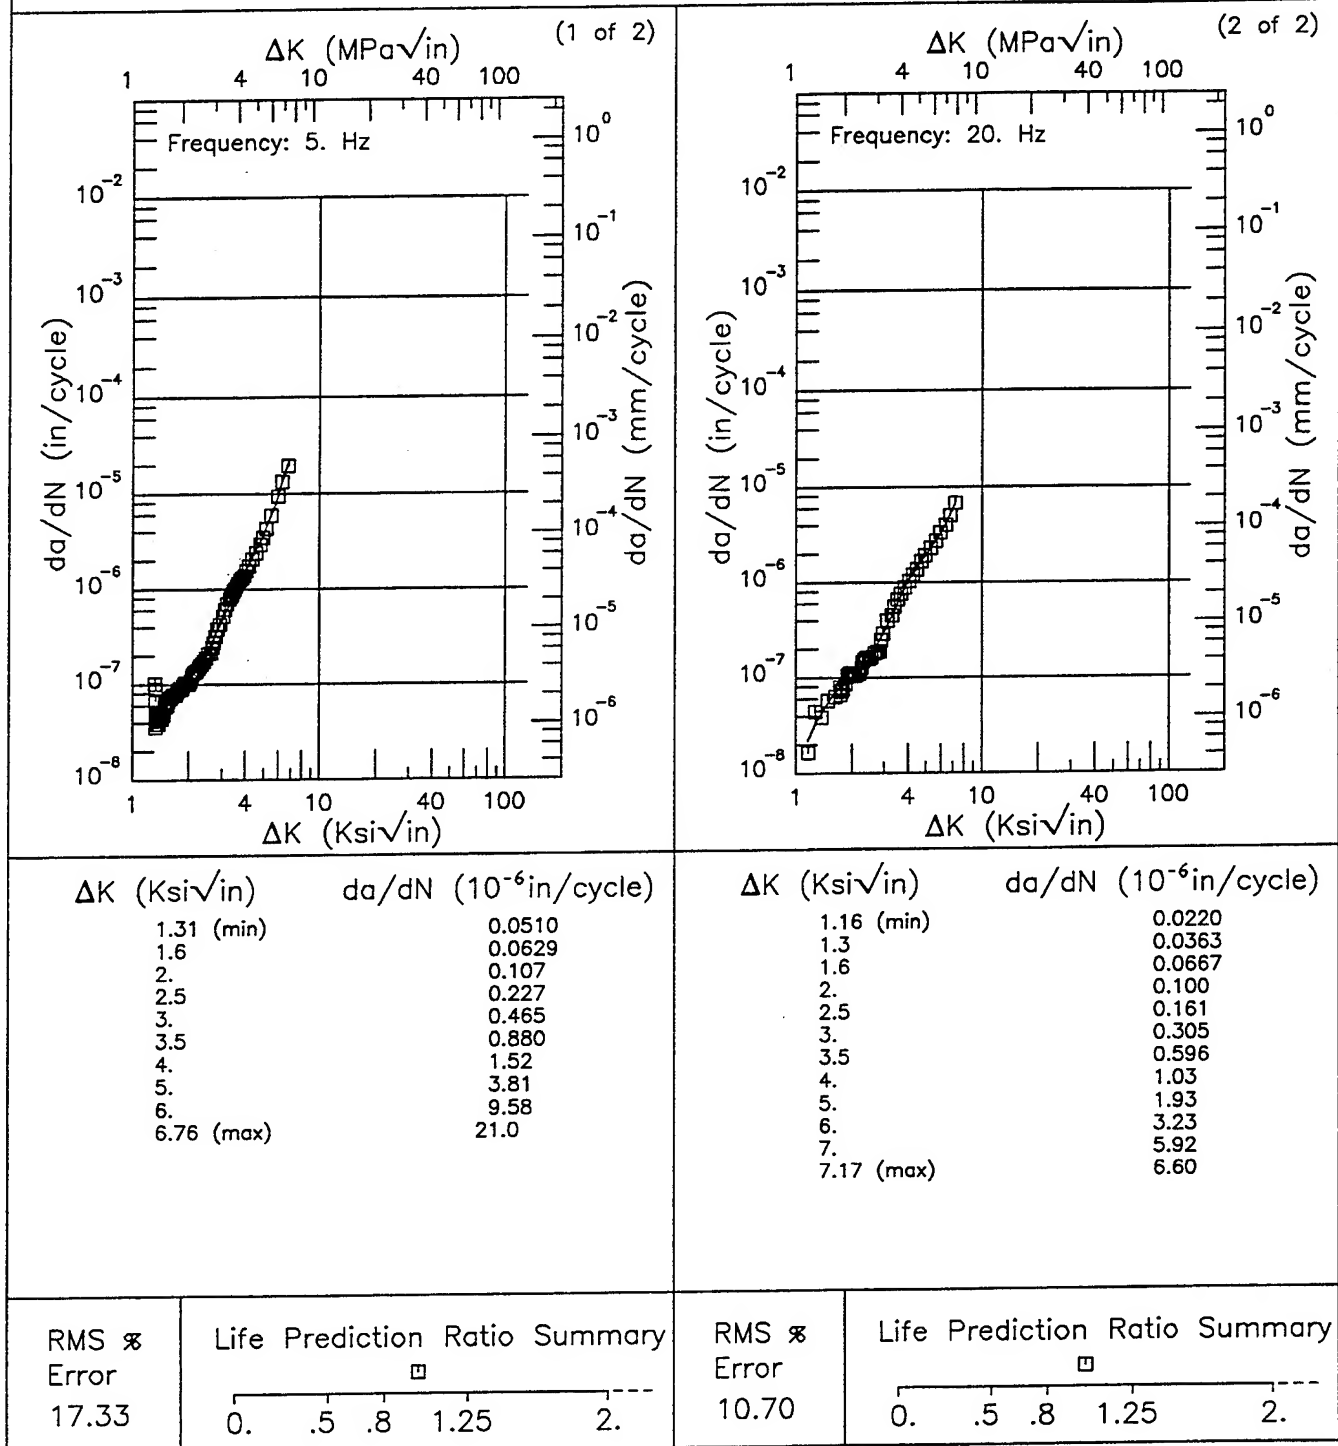 (1 of 2)
ΔK (MPa√in)
1 4 10 40 100
Frequency: 5. Hz
da/dN (in/cycle)
10⁻²
10⁻³
10⁻⁴
10⁻⁵
10⁻⁶
10⁻⁷
10⁻⁸
10⁰
10⁻¹
10⁻²
10⁻³
10⁻⁴
10⁻⁵
10⁻⁶
da/dN (mm/cycle)
1 4 10 40 100
ΔK (Ksi√in)
ΔK (Ksi√in) da/dN (10⁻⁶in/cycle)
1.31 (min) 0.0510
1.6 0.0629
2. 0.107
2.5 0.227
3. 0.465
3.5 0.880
4. 1.52
5. 3.81
6. 9.58
6.76 (max) 21.0
RMS %
Error
17.33
Life Prediction Ratio Summary
0. .5 .8 1.25 2.
(2 of 2)
ΔK (MPa√in)
1 4 10 40 100
Frequency: 20. Hz
da/dN (in/cycle)
10⁻²
10⁻³
10⁻⁴
10⁻⁵
10⁻⁶
10⁻⁷
10⁻⁸
10⁰
10⁻¹
10⁻²
10⁻³
10⁻⁴
10⁻⁵
10⁻⁶
da/dN (mm/cycle)
1 4 10 40 100
ΔK (Ksi√in)
ΔK (Ksi√in) da/dN (10⁻⁶in/cycle)
1.16 (min) 0.0220
1.3 0.0363
1.6 0.0667
2. 0.100
2.5 0.161
3. 0.305
3.5 0.596
4. 1.03
5. 1.93
6. 3.23
7. 5.92
7.17 (max) 6.60
RMS %
Error
10.70
Life Prediction Ratio Summary
0. .5 .8 1.25 2.